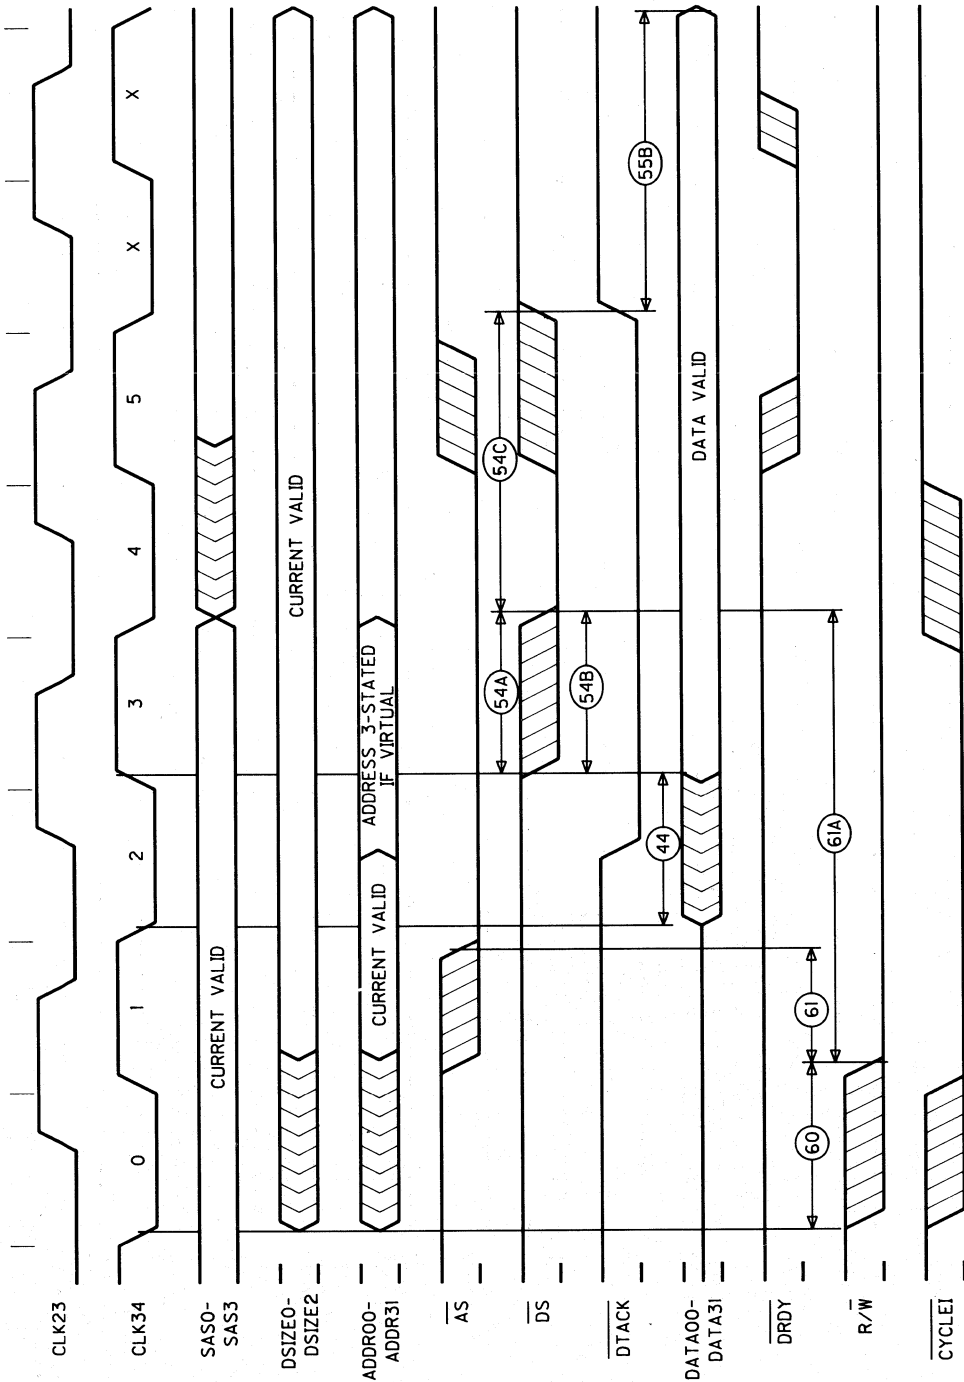 CLK23
CLK34
0
1
2
3
4
5
X
X
SAS0-
SAS3
CURRENT VALID
DSIZE0-
DSIZE2
CURRENT VALID
ADDR00-
ADDR31
CURRENT VALID
ADDRESS 3-STATED
IF VIRTUAL
AS
DS
54A
54C
DTACK
54B
55B
DATA00-
DATA31
44
DATA VALID
DRDY
60
61
61A
R/W
CYCLEI